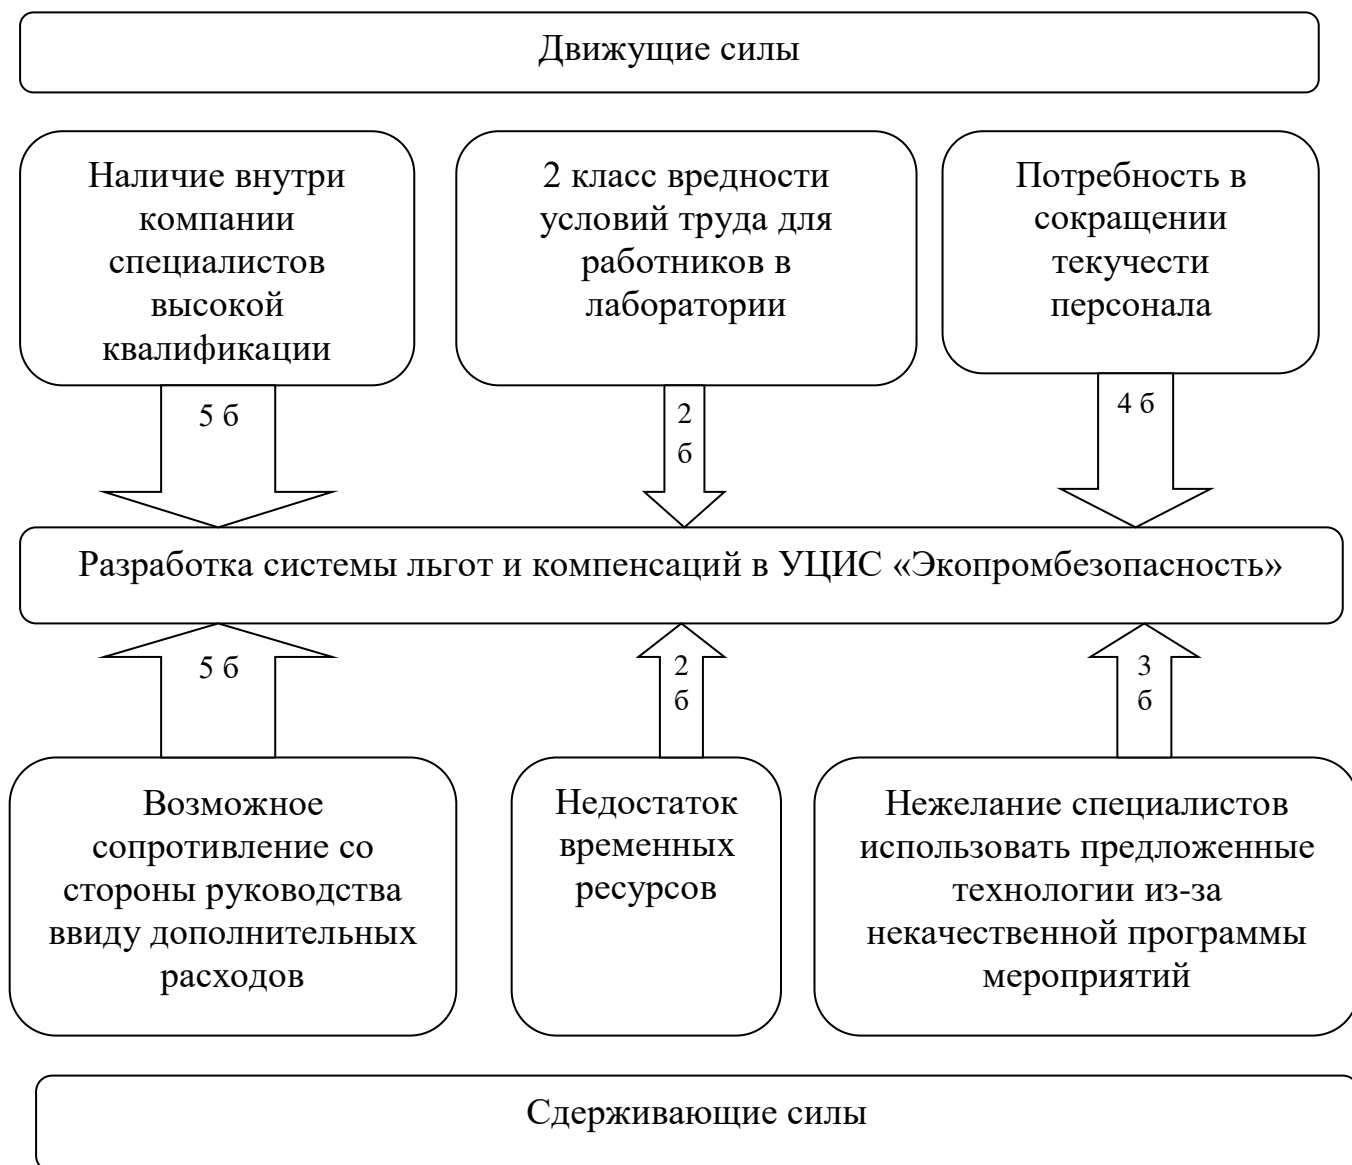 Движущие силы
Наличие внутри
компании
специалистов
высокой
квалификации
2 класс вредности
условий труда для
работников в
лаборатории
Потребность в
сокращении
текучести
персонала
5 б
2
б
4 б
Разработка системы льгот и компенсаций в УЦИС «Экопромбезопасность»
5 б
2
б
3
б
Возможное
сопротивление со
стороны руководства
ввиду дополнительных
расходов
Недостаток
временных
ресурсов
Нежелание специалистов
использовать предложенные
технологии из-за
некачественной программы
мероприятий
Сдерживающие силы